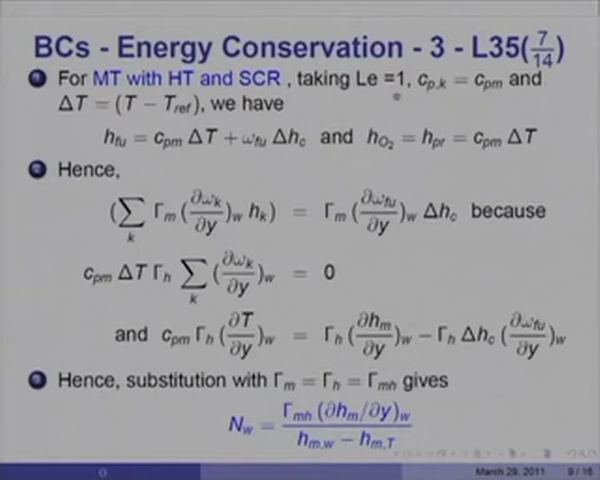 BCs - Energy Conservation - 3 - L35(7/14)
1 For MT with HT and SCR , taking Le =1, c_{p,k} = c_{pm} and
ΔT = (T − T_{ref}), we have
h_{fu} = c_{pm} ΔT + ω_{fu} Δh_c and h_{O_2} = h_{pr} = c_{pm} ΔT
2 Hence,
(∑_k Γ_m (∂ω_k/∂y)_w h_k) = Γ_m (∂ω_{fu}/∂y)_w Δh_c because
c_{pm} ΔT Γ_h ∑_k (∂ω_k/∂y)_w = 0
and c_{pm} Γ_h (∂T/∂y)_w = Γ_h (∂h_m/∂y)_w − Γ_h Δh_c (∂ω_{fu}/∂y)_w
3 Hence, substitution with Γ_m = Γ_h = Γ_{mh} gives
N_w = Γ_{mh} (∂h_m/∂y)_w / h_{m,w} − h_{m,T}
() March 29, 2011 9 / 16